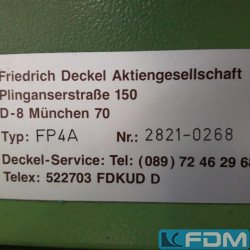 Friedrich Deckel Aktiengesellschaft
Plinganserstraße 150
D-8 München 70
Typ: FP4A Nr.: 2821-0268
Deckel-Service: Tel: (089) 72 46 29 68
Telex: 522703 FDKUD D
FDM